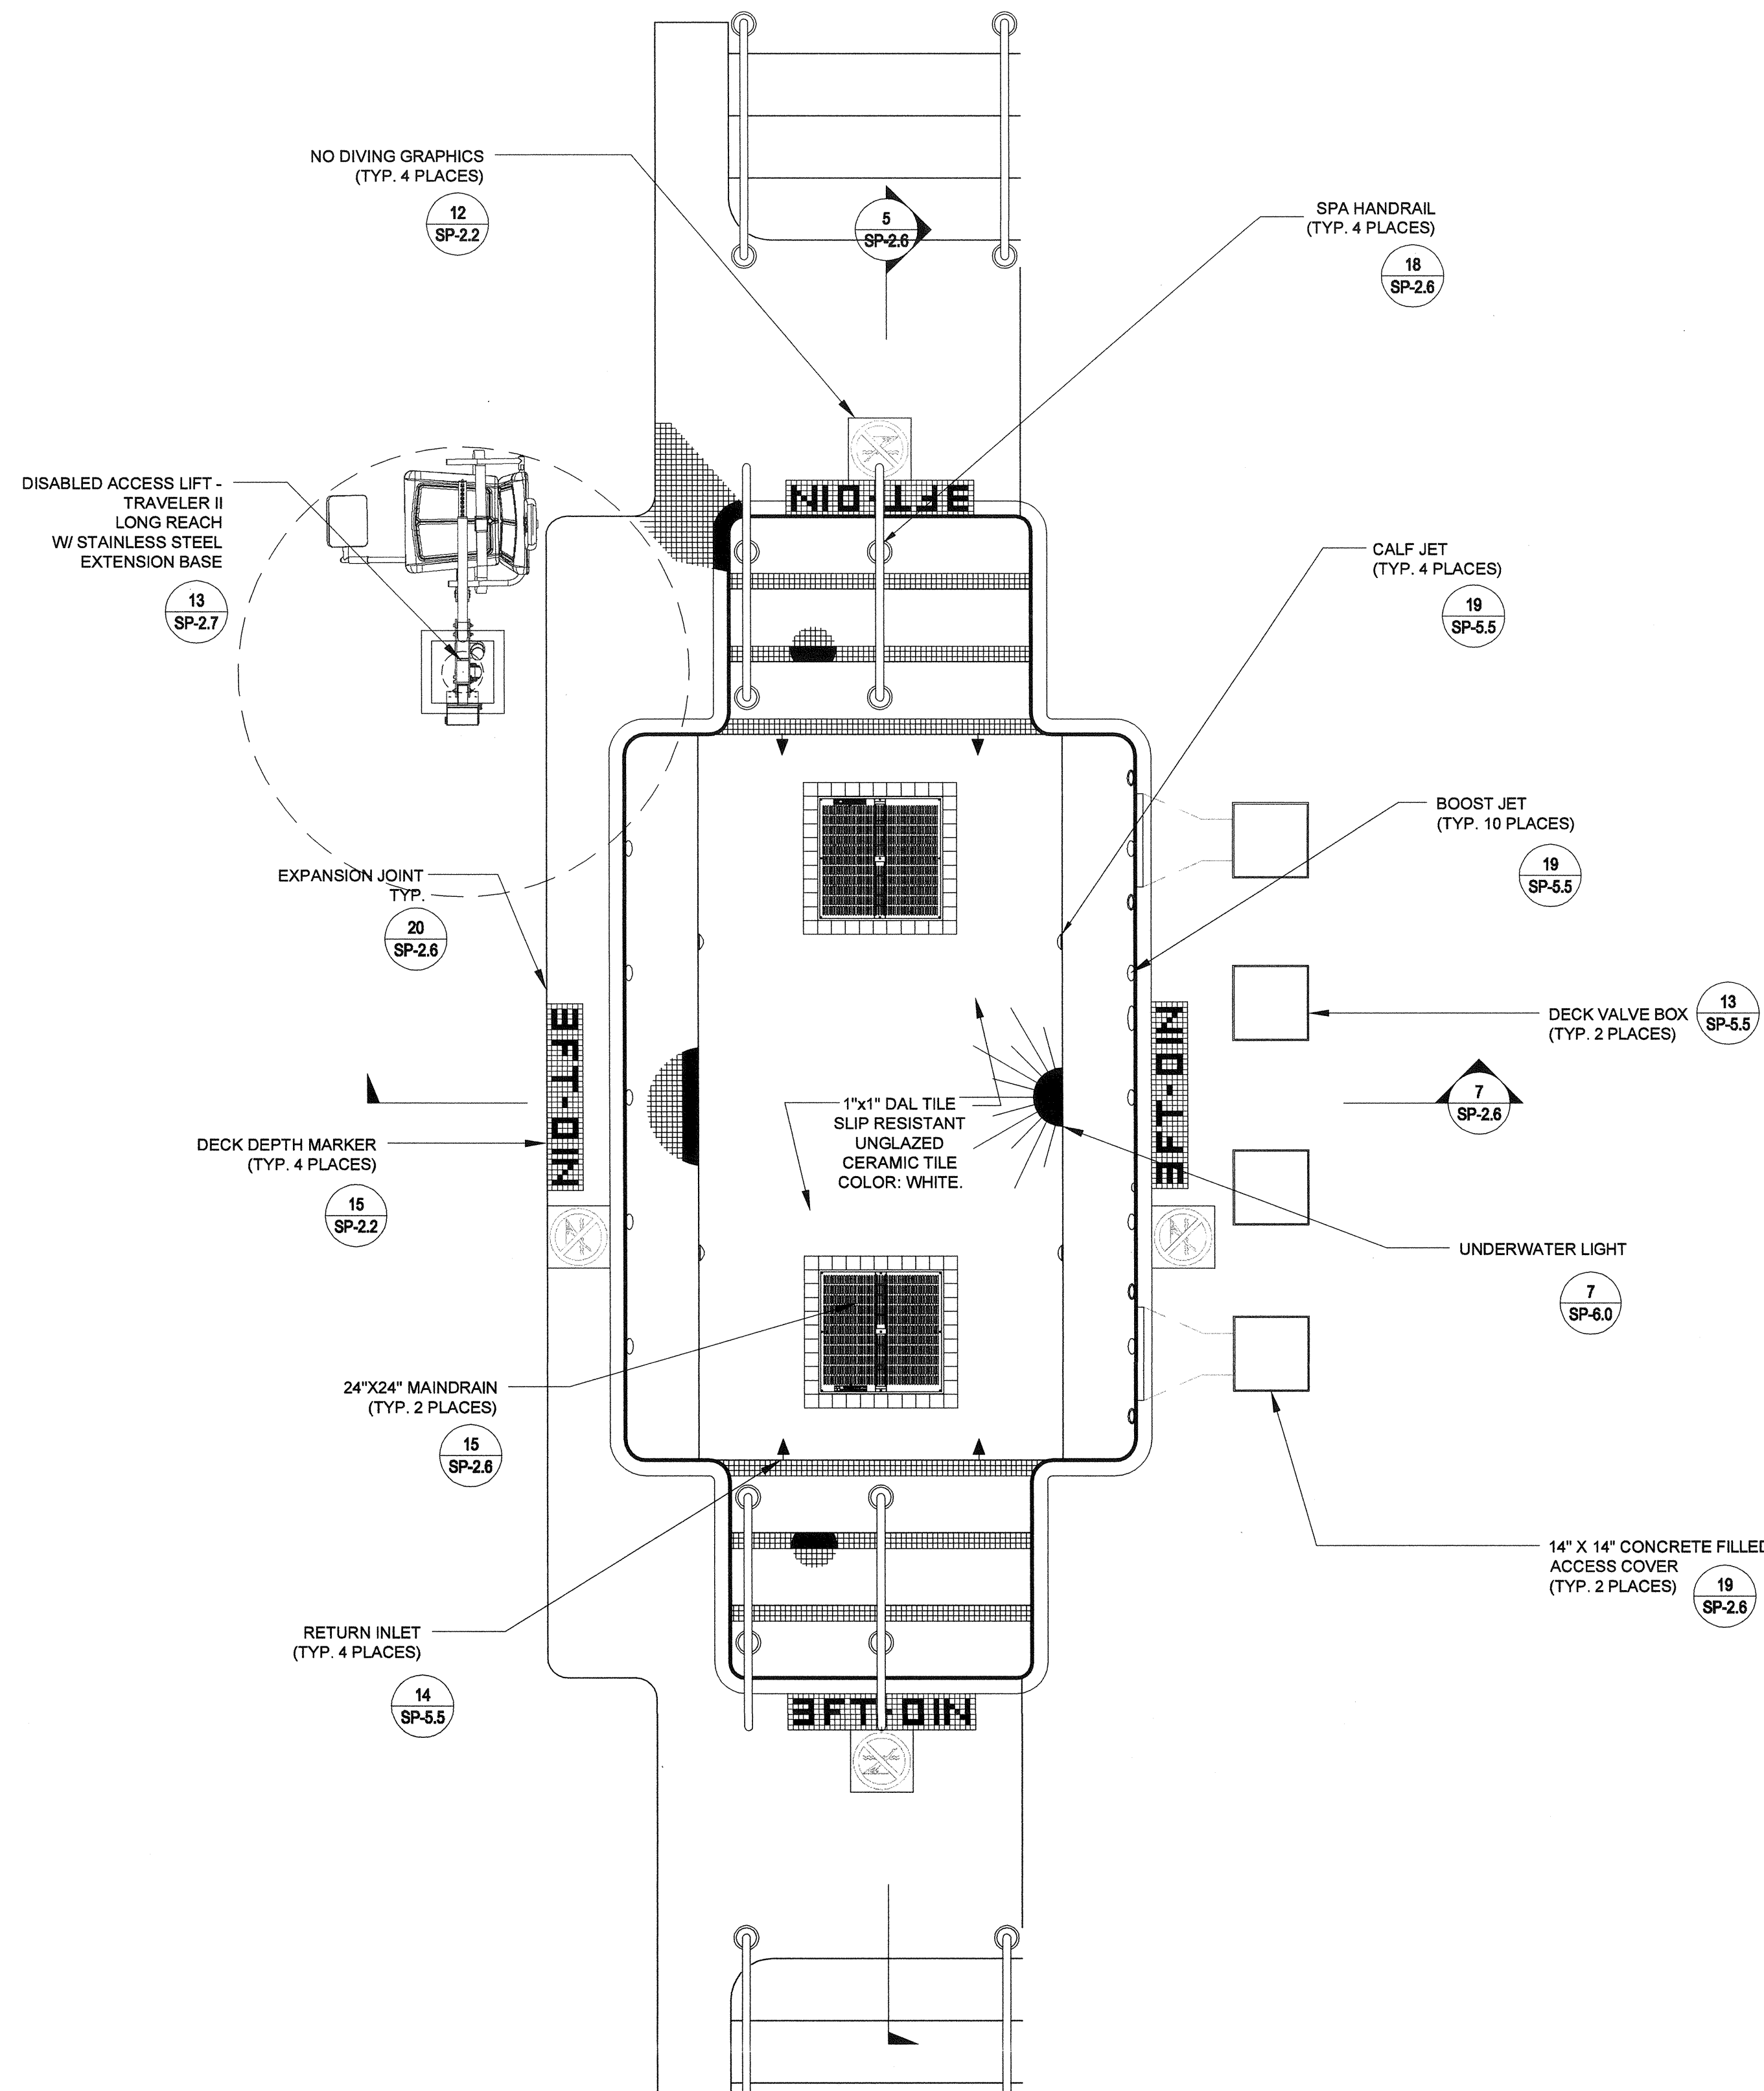 NO DIVING GRAPHICS
(TYP. 4 PLACES)
12
SP-2.2
5
SP-2.6
SPA HANDRAIL
(TYP. 4 PLACES)
18
SP-2.6
DISABLED ACCESS LIFT -
TRAVELER II
LONG REACH
W/ STAINLESS STEEL
EXTENSION BASE
13
SP-2.7
3FT-0IN
CALF JET
(TYP. 4 PLACES)
19
SP-5.5
BOOST JET
(TYP. 10 PLACES)
19
SP-5.5
EXPANSION JOINT
TYP.
20
SP-2.6
3FT-0IN
3FT-0IN
DECK VALVE BOX
(TYP. 2 PLACES)
13
SP-5.5
7
SP-2.6
1"x1" DAL TILE
SLIP RESISTANT
UNGLAZED
CERAMIC TILE
COLOR: WHITE.
DECK DEPTH MARKER
(TYP. 4 PLACES)
15
SP-2.2
UNDERWATER LIGHT
7
SP-6.0
24"X24" MAINDRAIN
(TYP. 2 PLACES)
15
SP-2.6
14" X 14" CONCRETE FILLED
ACCESS COVER
(TYP. 2 PLACES)
19
SP-2.6
RETURN INLET
(TYP. 4 PLACES)
14
SP-5.5
3FT-0IN